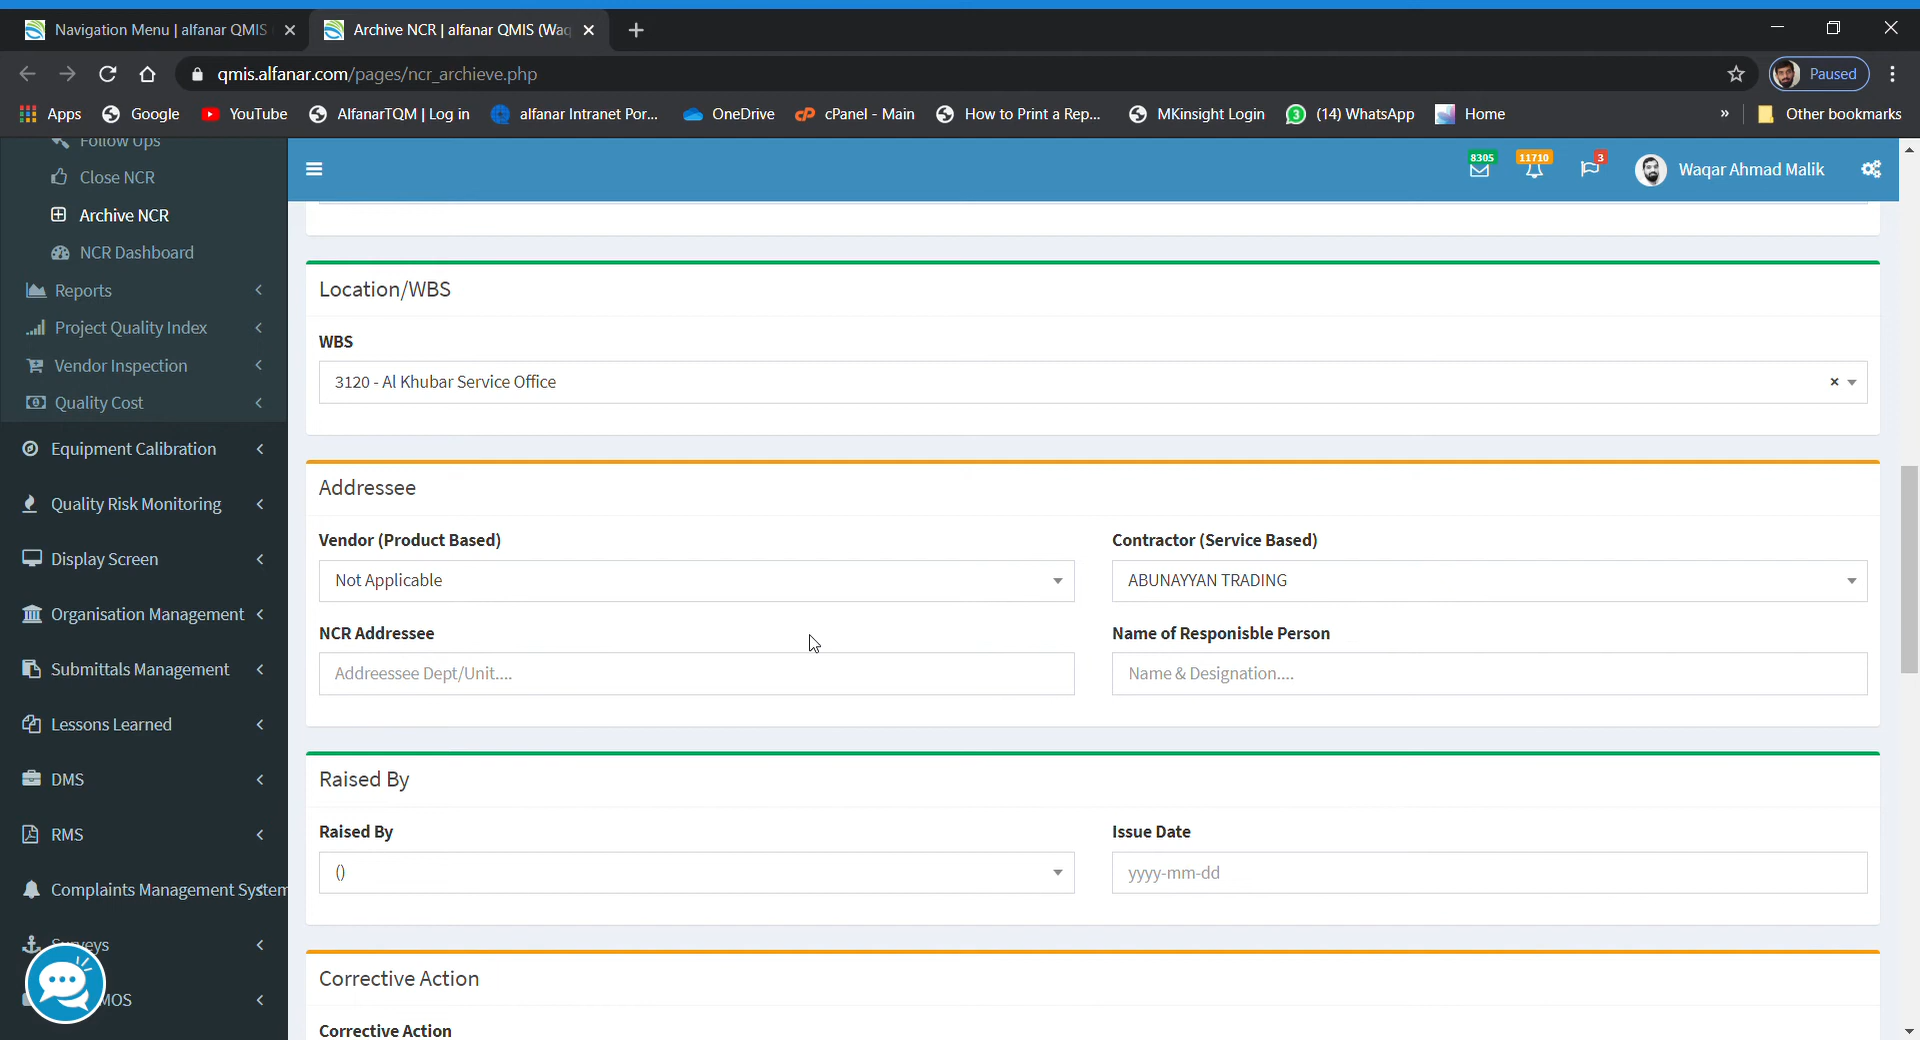 Navigation Menu | alfanar QMIS
Archive NCR | alfanar QMIS (Waq
qmis.alfanar.com/pages/ncr_archieve.php
Paused
Apps
Google
YouTube
AlfanarTQM | Log in
alfanar Intranet Por...
OneDrive
cPanel - Main
How to Print a Rep...
MKinsight Login
(14) WhatsApp
Home
»
Other bookmarks
Follow Ups
Close NCR
Archive NCR
NCR Dashboard
Reports
Project Quality Index
Vendor Inspection
Quality Cost
Equipment Calibration
Quality Risk Monitoring
Display Screen
Organisation Management
Submittals Management
Lessons Learned
DMS
RMS
Complaints Management System
Surveys
MOS
8305
11710
3
Waqar Ahmad Malik
Location/WBS
WBS
3120 - Al Khubar Service Office
Addressee
Vendor (Product Based)
Contractor (Service Based)
Not Applicable
ABUNAYYAN TRADING
NCR Addressee
Name of Responisble Person
Addreessee Dept/Unit....
Name & Designation....
Raised By
Raised By
Issue Date
()
yyyy-mm-dd
Corrective Action
Corrective Action